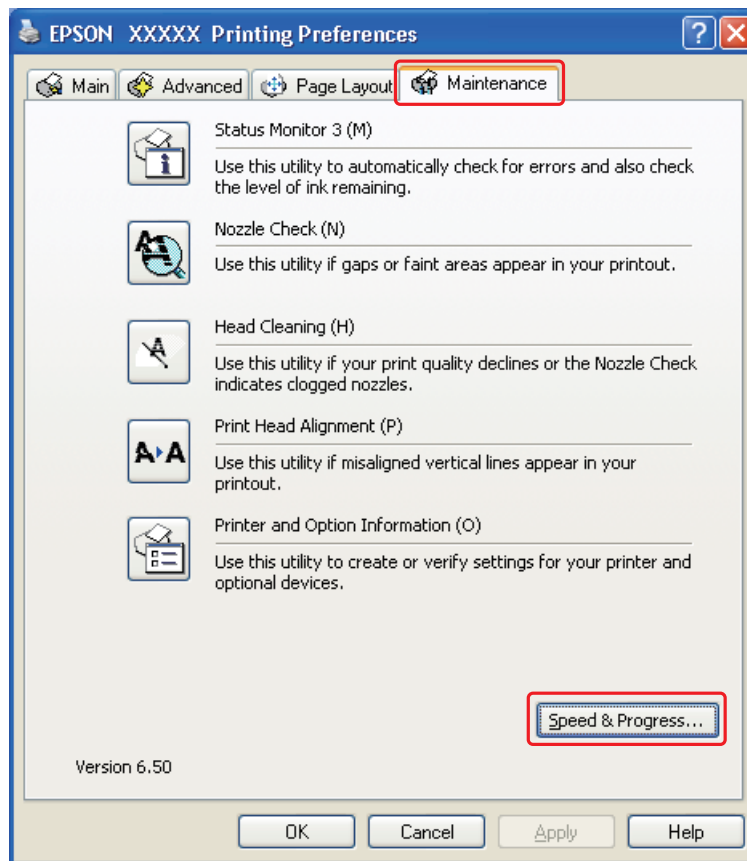 EPSON XXXXX Printing Preferences
Main
Advanced
Page Layout
Maintenance
Status Monitor 3 (M)
Use this utility to automatically check for errors and also check
the level of ink remaining.
Nozzle Check (N)
Use this utility if gaps or faint areas appear in your printout.
Head Cleaning (H)
Use this utility if your print quality declines or the Nozzle Check
indicates clogged nozzles.
Print Head Alignment (P)
A A
Use this utility if misaligned vertical lines appear in your
printout.
Printer and Option Information (O)
Use this utility to create or verify settings for your printer and
optional devices.
Speed & Progress...
Version 6.50
OK
Cancel
Apply
Help